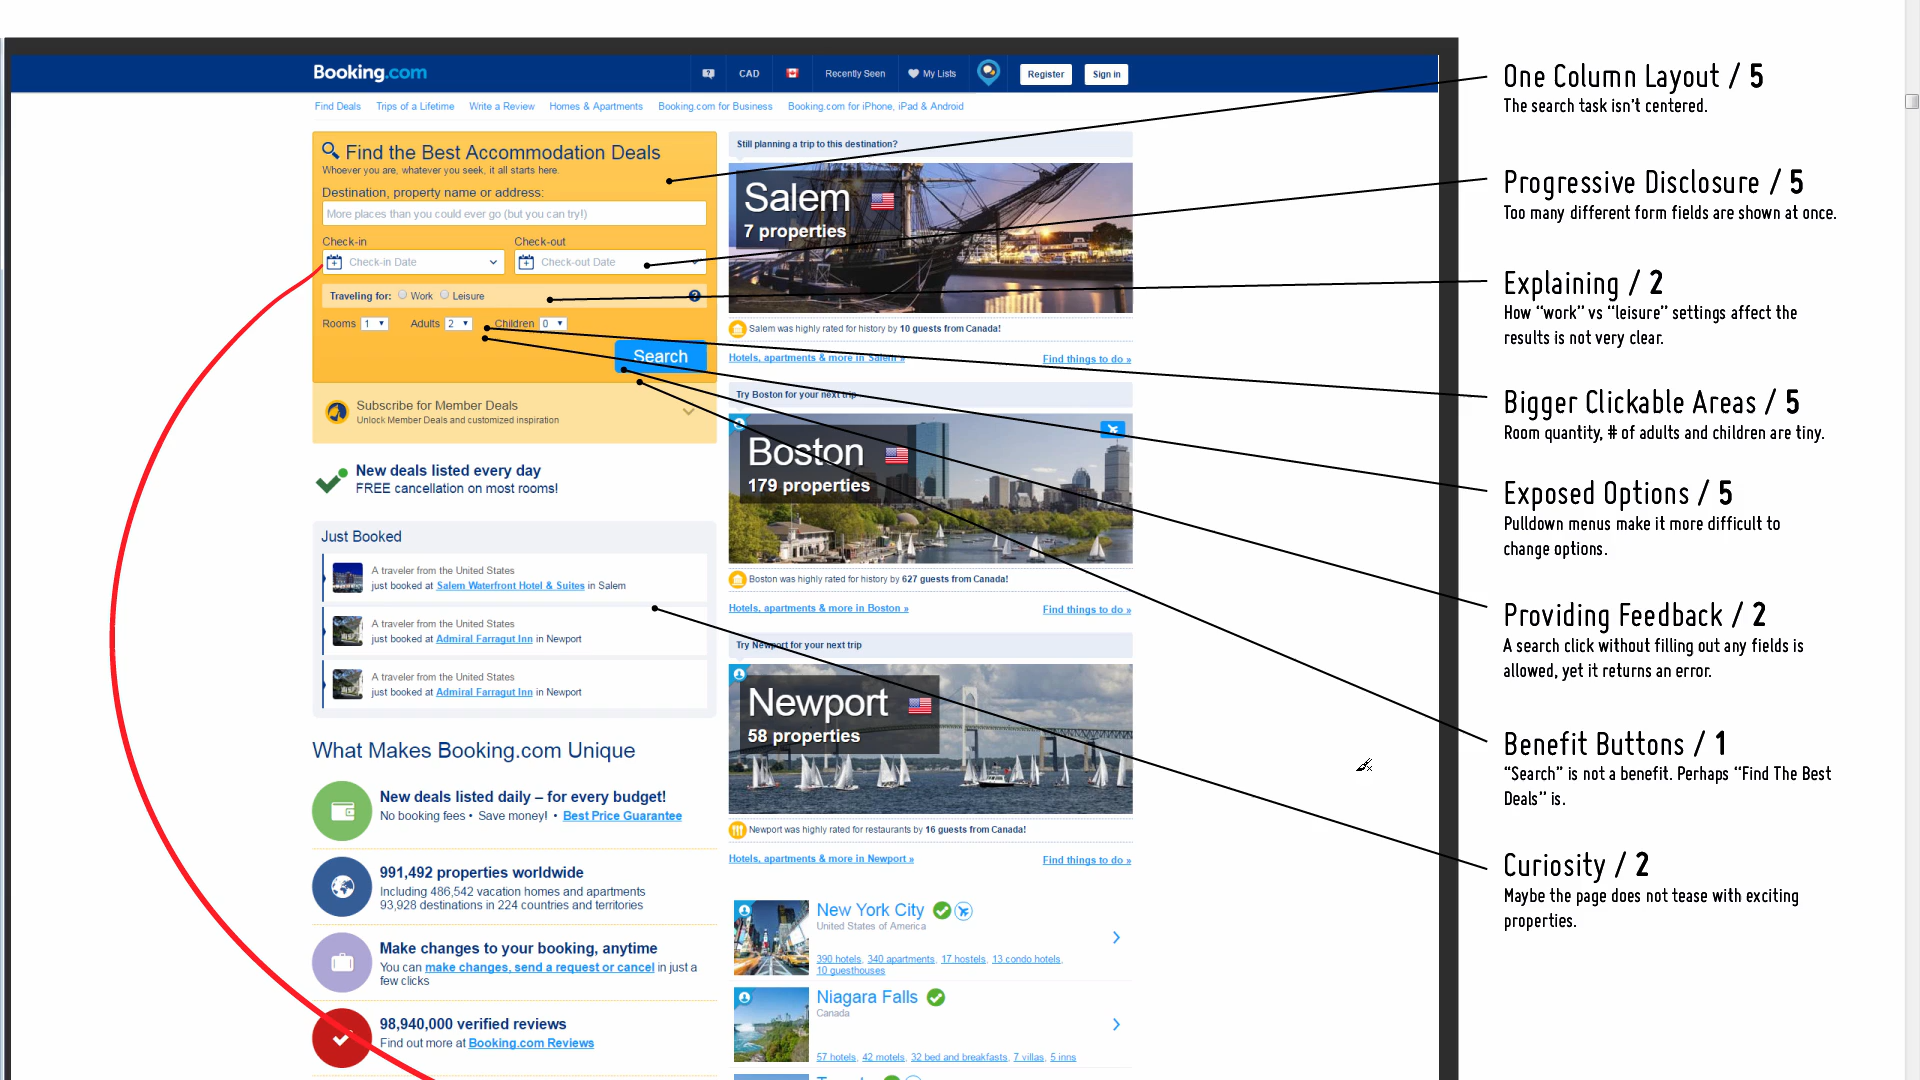 Booking.com
CAD
Recently Seen
My Lists
Register
Sign in
Find Deals
Trips of a Lifetime
Write a Review
Homes & Apartments
Booking.com for Business
Booking.com for iPhone, iPad & Android
Find the Best Accommodation Deals
Whoever you are, whatever you seek, it all starts here.
Destination, property name or address:
More places than you could ever go (but you can try!)
Check-in
Check-out
Check-in Date
Check-out Date
Traveling for: Work Leisure
Rooms 1 Adults 2 Children 0
Search
Subscribe for Member Deals
Unlock Member Deals and customized inspiration
New deals listed every day
FREE cancellation on most rooms!
Just Booked
A traveler from the United States
just booked at Salem Waterfront Hotel & Suites in Salem
A traveler from the United States
just booked at Admiral Farragut Inn in Newport
A traveler from the United States
just booked at Admiral Farragut Inn in Newport
What Makes Booking.com Unique
New deals listed daily – for every budget!
No booking fees • Save money! • Best Price Guarantee
991,492 properties worldwide
Including 486,542 vacation homes and apartments
93,928 destinations in 224 countries and territories
Make changes to your booking, anytime
You can make changes, send a request or cancel in just a
few clicks
98,940,000 verified reviews
Find out more at Booking.com Reviews
Still planning a trip to this destination?
Salem
7 properties
Salem was highly rated for history by 10 guests from Canada!
Hotels, apartments & more in Salem »
Find things to do »
Try Boston for your next trip
Boston
179 properties
Boston was highly rated for history by 627 guests from Canada!
Hotels, apartments & more in Boston »
Find things to do »
Try Newport for your next trip
Newport
58 properties
Newport was highly rated for restaurants by 16 guests from Canada!
Hotels, apartments & more in Newport »
Find things to do »
New York City
United States of America
390 hotels, 340 apartments, 17 hostels, 13 condo hotels,
10 guesthouses
Niagara Falls
Canada
57 hotels, 42 motels, 32 bed and breakfasts, 7 villas, 5 inns
One Column Layout / 5
The search task isn't centered.
Progressive Disclosure / 5
Too many different form fields are shown at once.
Explaining / 2
How “work” vs “leisure” settings affect the
results is not very clear.
Bigger Clickable Areas / 5
Room quantity, # of adults and children are tiny.
Exposed Options / 5
Pulldown menus make it more difficult to
change options.
Providing Feedback / 2
A search click without filling out any fields is
allowed, yet it returns an error.
Benefit Buttons / 1
“Search” is not a benefit. Perhaps “Find The Best
Deals” is.
Curiosity / 2
Maybe the page does not tease with exciting
properties.